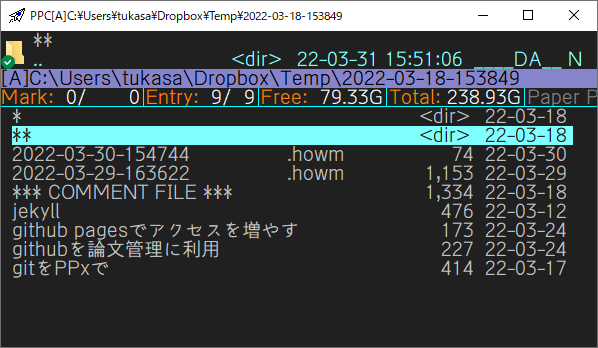 PPC[A]C:¥Users¥tukasa¥Dropbox¥Temp¥2022-03-18-153849
**
.. <dir> 22-03-31 15:51:06 ____DA__ N
[A]C:\Users\tukasa\Dropbox\Temp\2022-03-18-153849
Mark: 0/ 0 Entry: 9/ 9 Free: 79.33G Total: 238.93G Paper P
* <dir> 22-03-18
** <dir> 22-03-18
2022-03-30-154744 .howm 74 22-03-30
2022-03-29-163622 .howm 1,153 22-03-29
*** COMMENT FILE *** 1,334 22-03-18
jekyll 476 22-03-12
github pagesでアクセスを増やす 173 22-03-24
githubを論文管理に利用 227 22-03-24
gitをPPxで 414 22-03-17